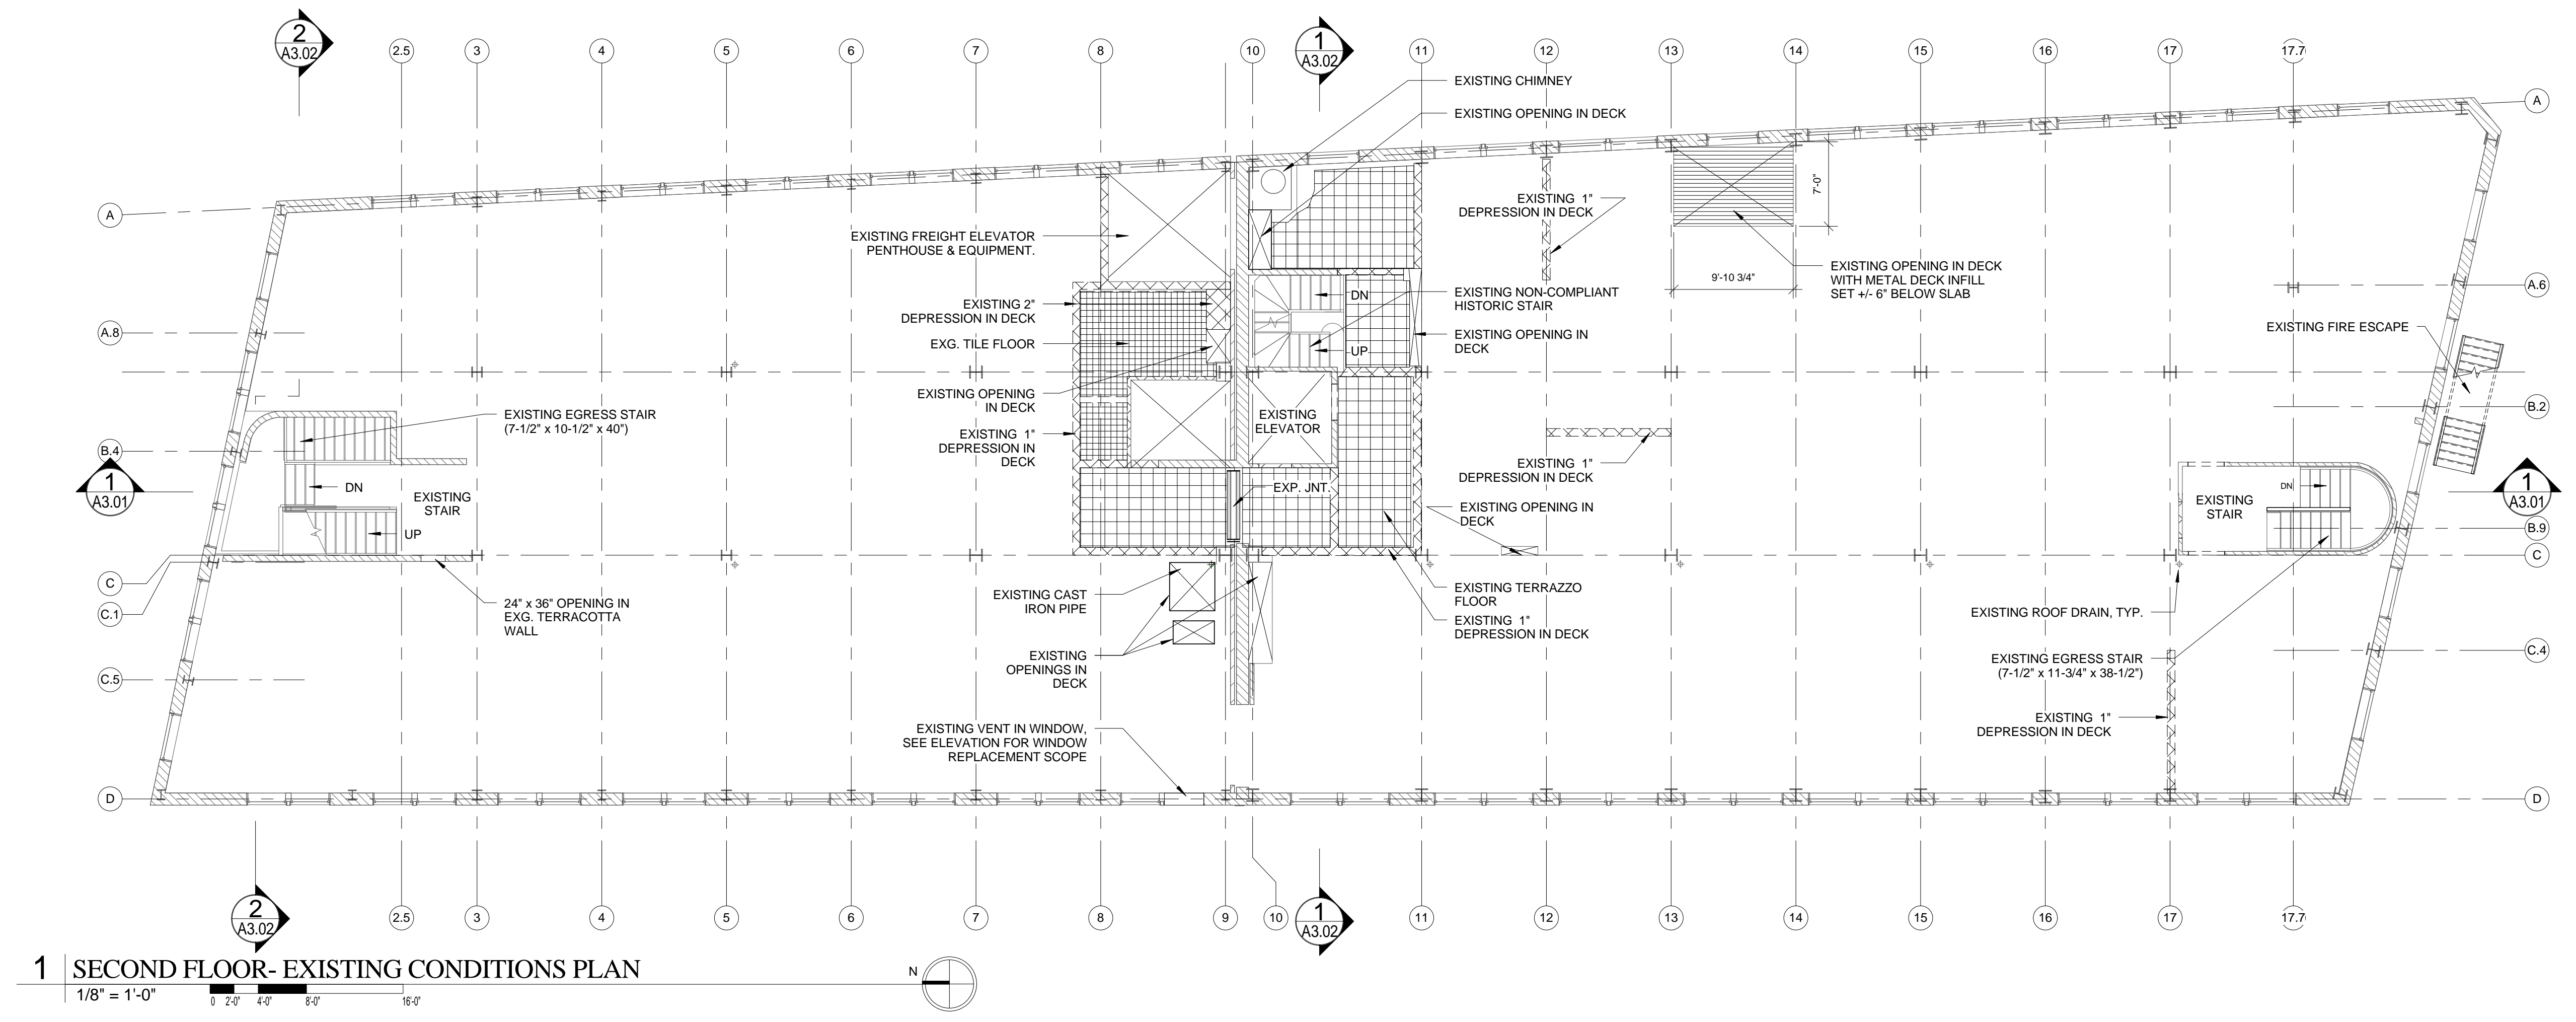 2
A3.02
2.5
3
4
5
6
7
8
10
1
A3.02
11
12
13
14
15
16
17
EXISTING CHIMNEY
EXISTING OPENING IN DECK
A
A
EXISTING 1"
DEPRESSION IN DECK
7'-0"
EXISTING FREIGHT ELEVATOR
PENTHOUSE & EQUIPMENT.
EXISTING OPENING IN DECK
WITH METAL DECK INFILL
SET +/- 6" BELOW SLAB
9'-10 3/4"
A.6
DN
EXISTING NON-COMPLIANT
HISTORIC STAIR
EXISTING 2"
DEPRESSION IN DECK
EXISTING FIRE ESCAPE
A.8
EXISTING OPENING IN
DECK
EXG. TILE FLOOR
UP
EXISTING OPENING
IN DECK
B.2
EXISTING EGRESS STAIR
(7-1/2" x 10-1/2" x 40")
EXISTING
ELEVATOR
EXISTING 1"
DEPRESSION IN
DECK
B.4
EXISTING 1"
DEPRESSION IN DECK
1
A3.01
DN
EXISTING
STAIR
EXP. JNT.
DN
EXISTING
STAIR
1
A3.01
EXISTING OPENING IN
DECK
UP
B.9
C
C
C.1
EXISTING CAST
IRON PIPE
EXISTING TERRAZZO
FLOOR
24" x 36" OPENING IN
EXG. TERRACOTTA
WALL
EXISTING ROOF DRAIN, TYP.
EXISTING 1"
DEPRESSION IN DECK
EXISTING
OPENINGS IN
DECK
C.4
EXISTING EGRESS STAIR
(7-1/2" x 11-3/4" x 38-1/2")
C.5
EXISTING 1"
DEPRESSION IN DECK
EXISTING VENT IN WINDOW,
SEE ELEVATION FOR WINDOW
REPLACEMENT SCOPE
D
D
2
A3.02
2.5
3
4
5
6
7
8
9
10
1
A3.02
11
12
13
14
15
16
17
1 SECOND FLOOR- EXISTING CONDITIONS PLAN
1/8" = 1'-0"
0 2'-0" 4'-0" 8'-0" 16'-0"
N